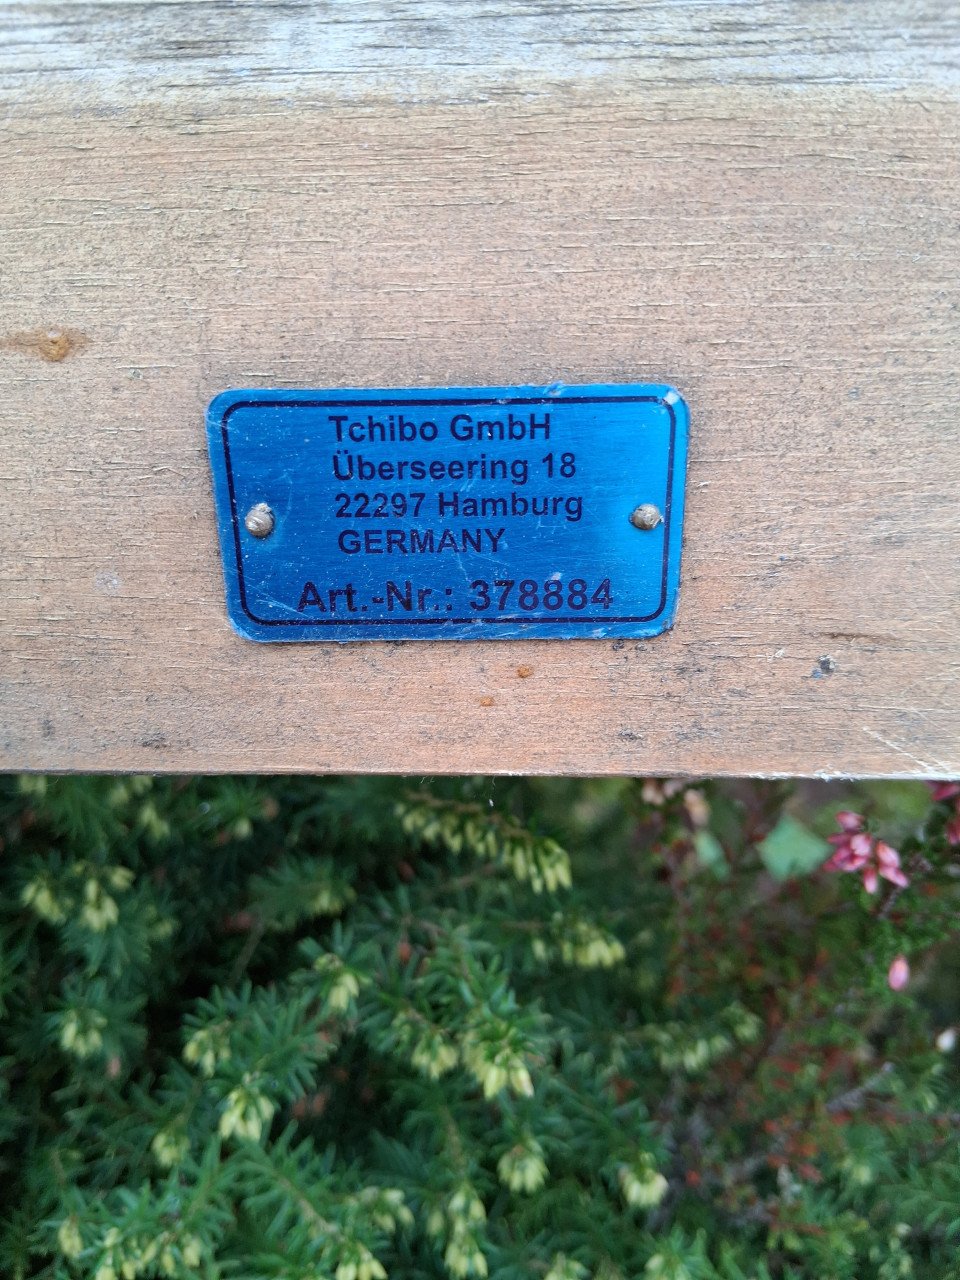 Tchibo GmbH
Überseering 18
22297 Hamburg
GERMANY
Art.-Nr.: 378884